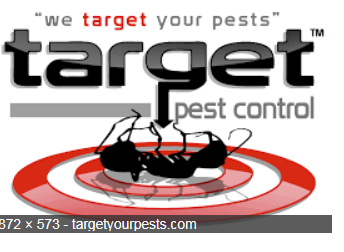 "we target your pests"
target™
pest control
872 × 573 - targetyourpests.com